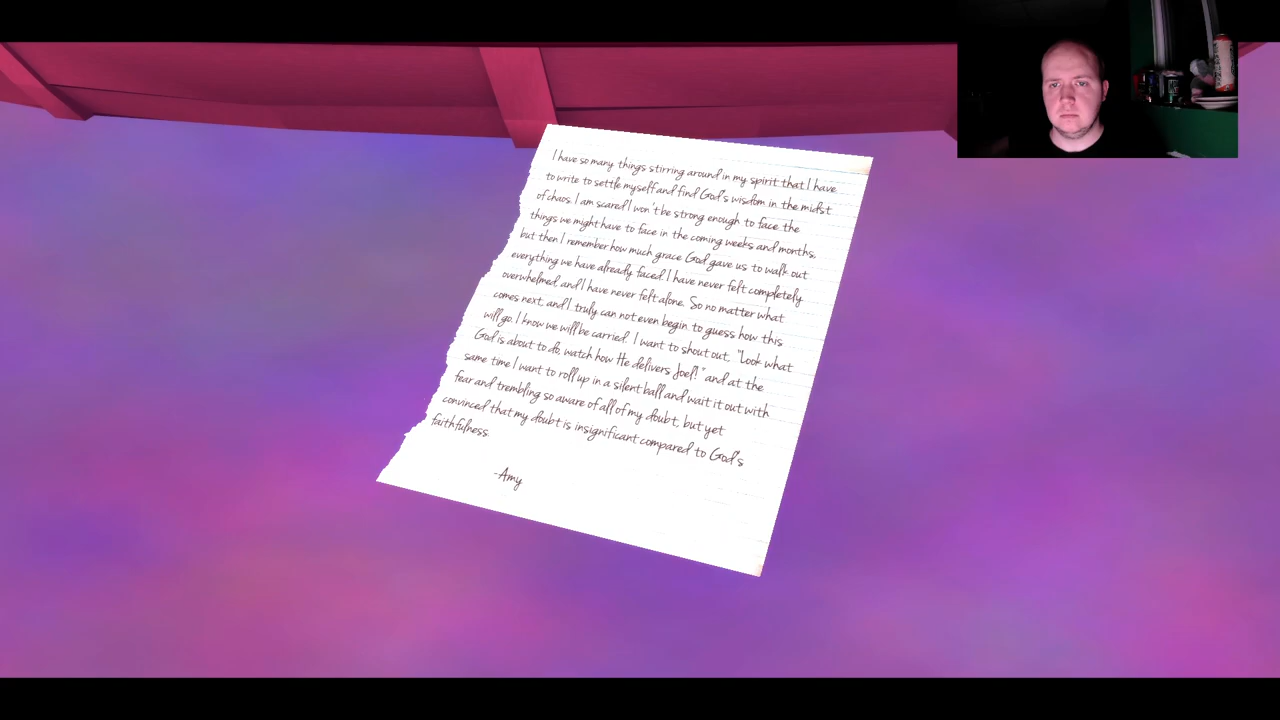 I have so many things stirring around in my spirit that I have
to write to settle myself and find God's wisdom in the midst
of chaos. I am scared I won't be strong enough to face the
things we might have to face in the coming weeks and months,
but then I remember how much grace God gave us to walk out
everything we have already faced. I have never felt completely
overwhelmed, and I have never felt alone. So no matter what
comes next, and I truly can not even begin to guess how this
will go, I know we will be carried. I want to shout out, "Look what
God is about to do, watch how He delivers Joel!" and at the
same time I want to roll up in a silent ball and wait it out with
fear and trembling so aware of all of my doubt, but yet
convinced that my doubt is insignificant compared to God's
faithfulness.
-Amy